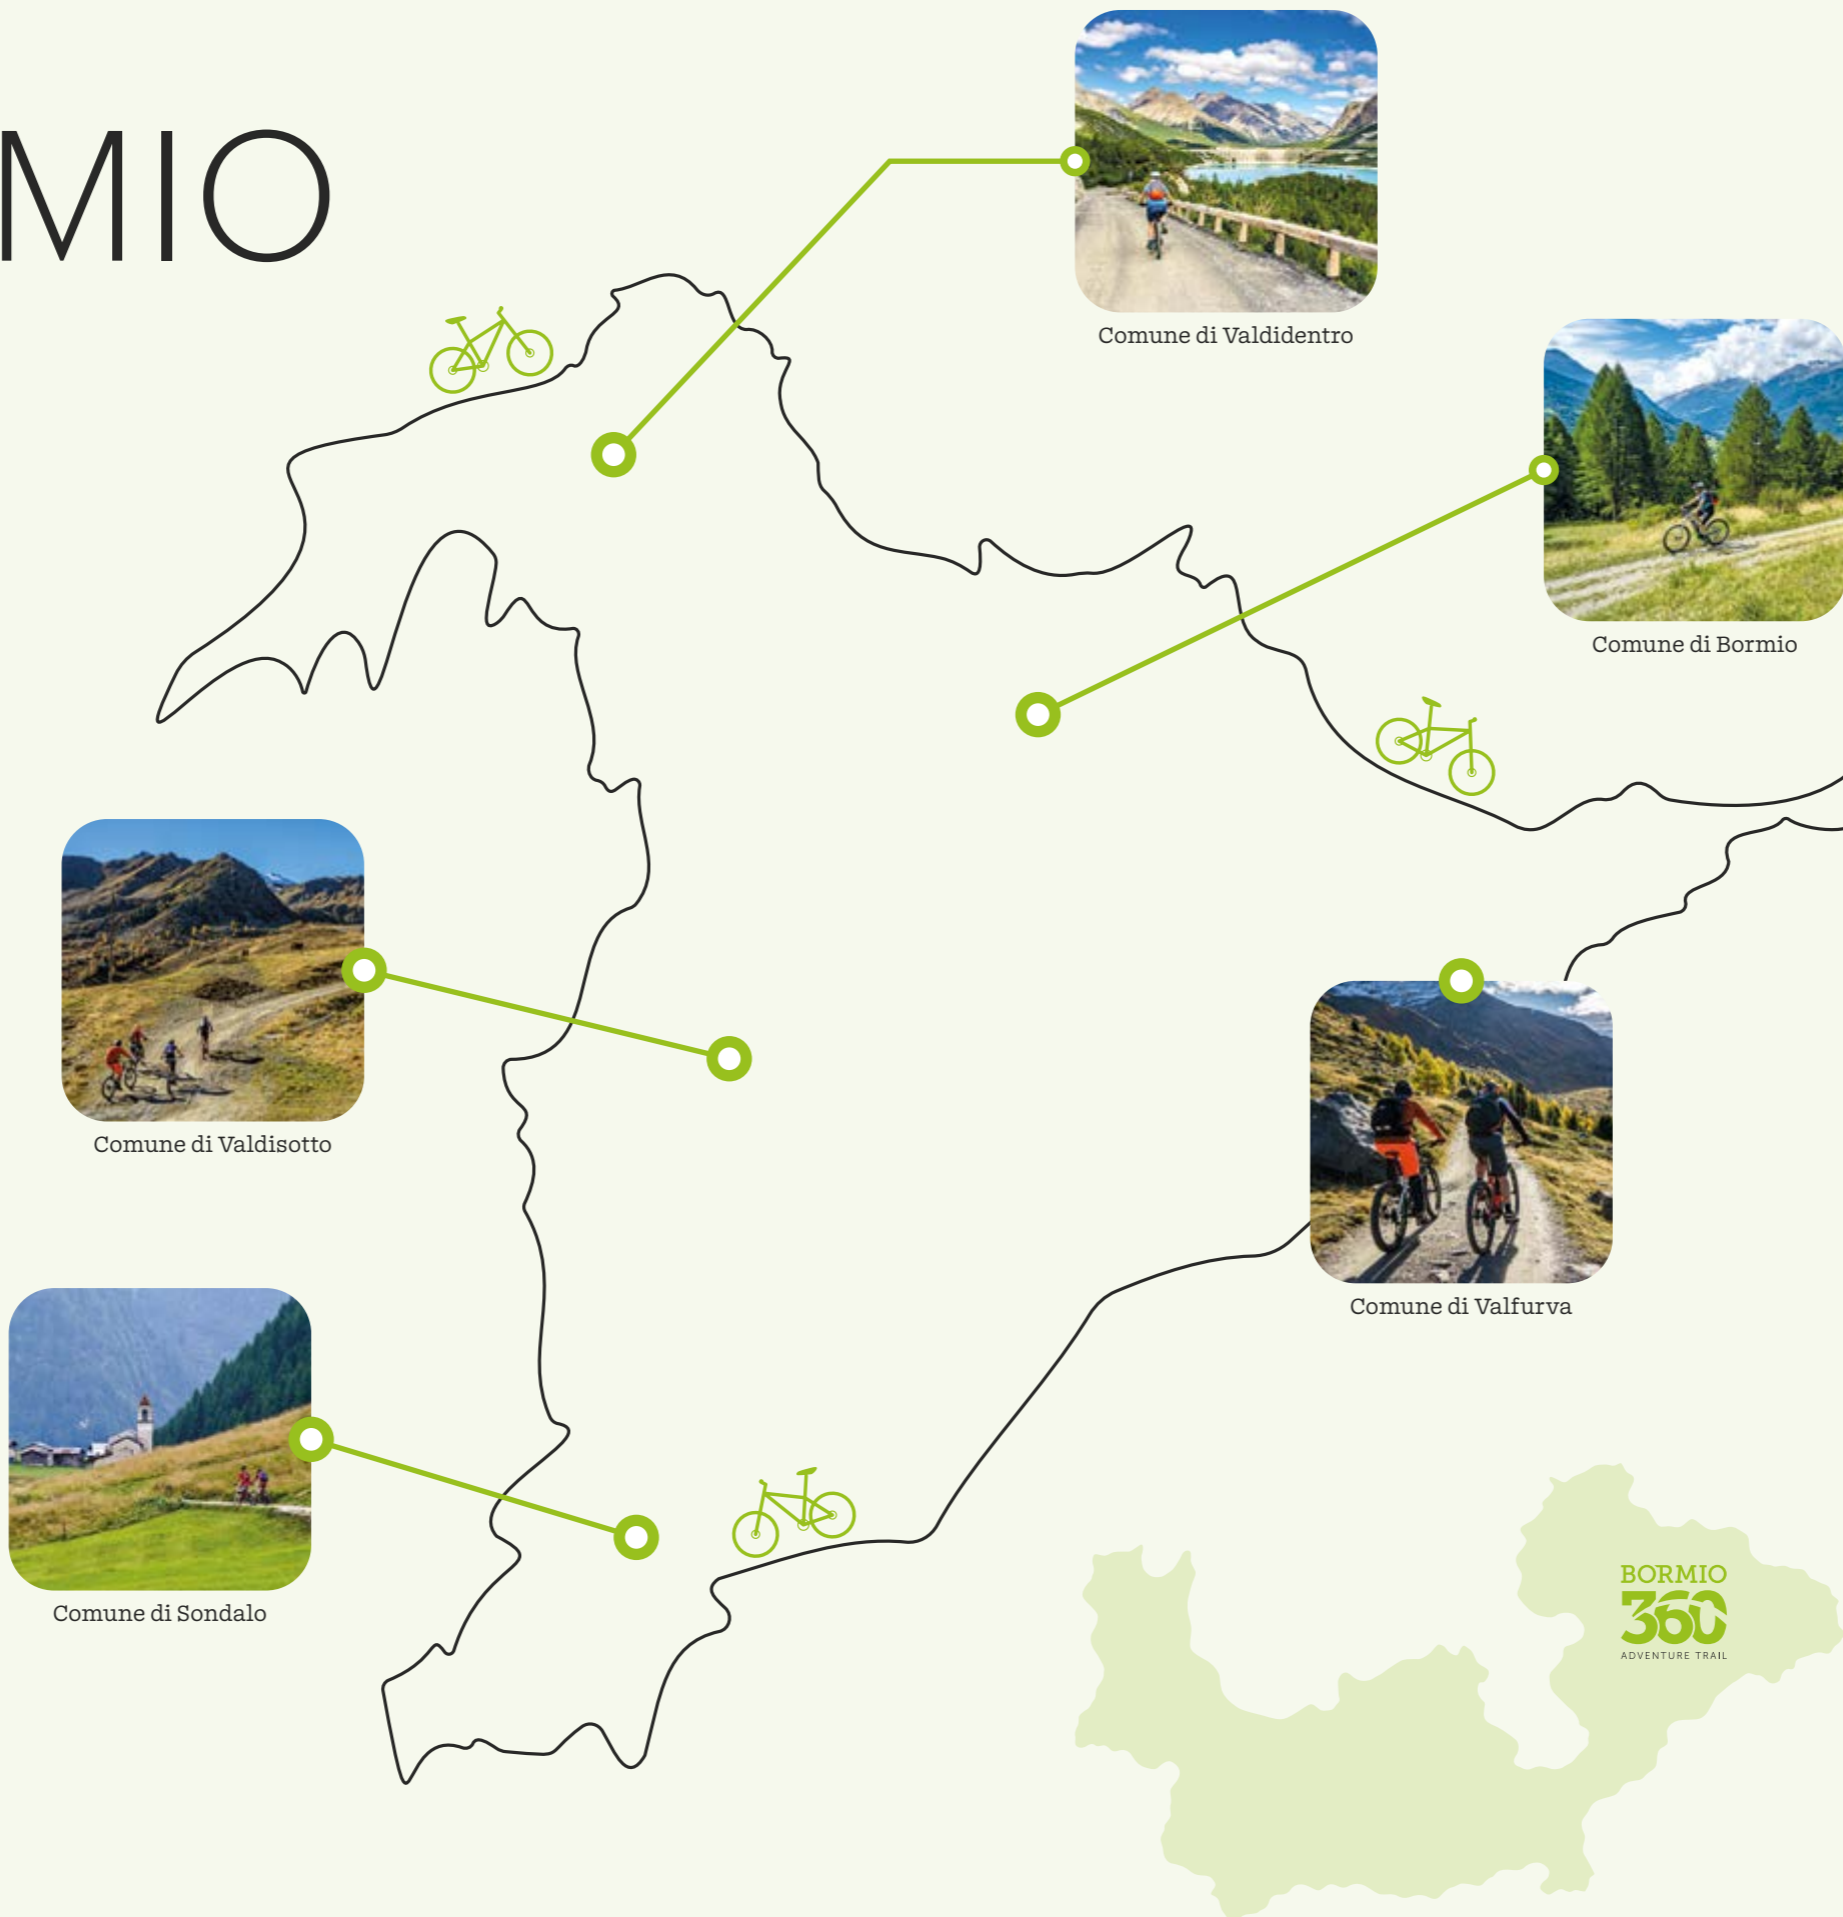 MIO
Comune di Valdidentro
Comune di Bormio
Comune di Valdisotto
Comune di Valfurva
Comune di Sondalo
BORMIO
360
ADVENTURE TRAIL